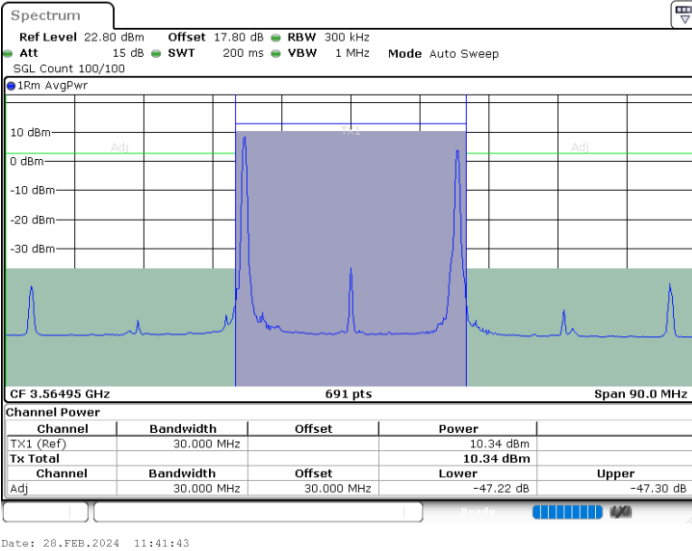 Spectrum
Ref Level 22.80 dBm Offset 17.80 dB RBW 300 kHz
Att 15 dB SWT 200 ms VBW 1 MHz Mode Auto Sweep
SGL Count 100/100
1Rm AvgPwr
TX1
10 dBm
Adj Adj
0 dBm
-10 dBm
-20 dBm
-30 dBm
CF 3.56495 GHz 691 pts Span 90.0 MHz
Channel Power
Channel Bandwidth Offset Power
TX1 (Ref) 30.000 MHz 10.34 dBm
Tx Total 10.34 dBm
Channel Bandwidth Offset Lower Upper
Adj 30.000 MHz 30.000 MHz -47.22 dB -47.30 dB
Ready
Date: 28.FEB.2024 11:41:43